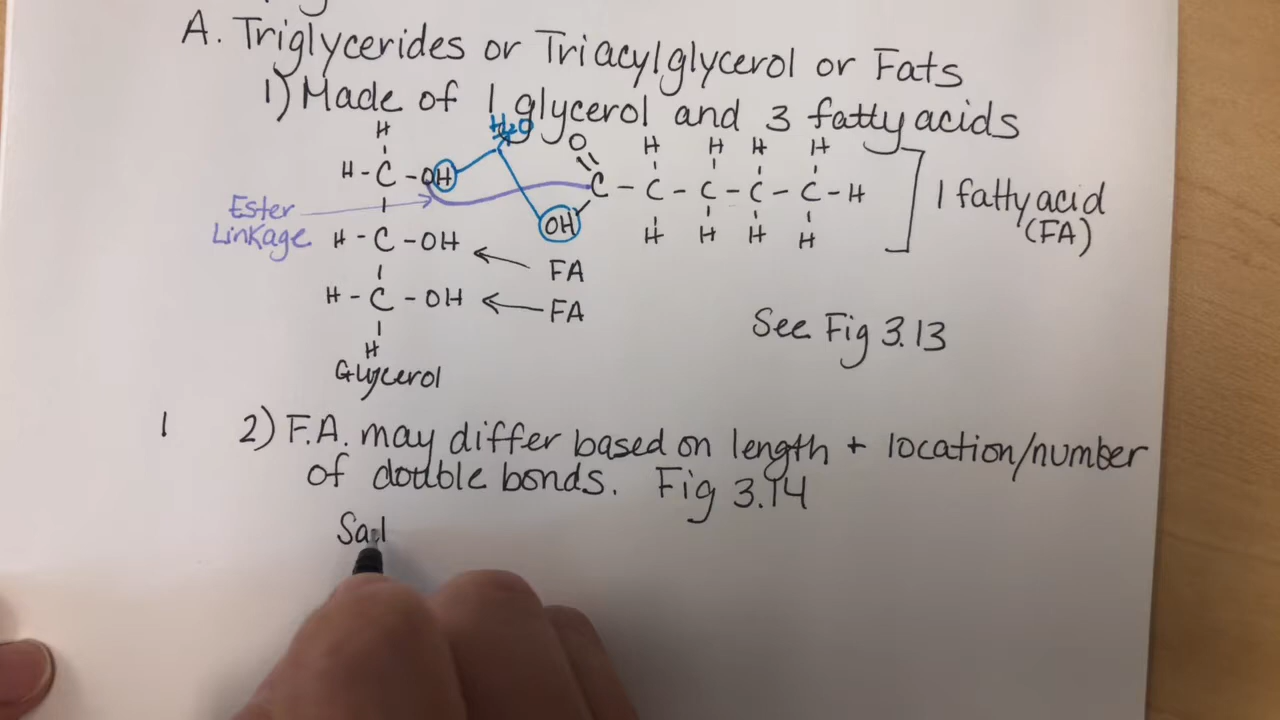 A. Triglycerides or Triacylglycerol or Fats
1) Made of 1 glycerol and 3 fatty acids
H
H2O
O
H H H H
H - C - OH
C - C - C - C - C - H
1 fatty acid
(FA)
Ester
Linkage
OH
H H H H
H - C - OH
FA
H - C - OH
FA
See Fig 3.13
H
Glycerol
1
2) F.A. may differ based on length + location/number
of double bonds. Fig 3.14